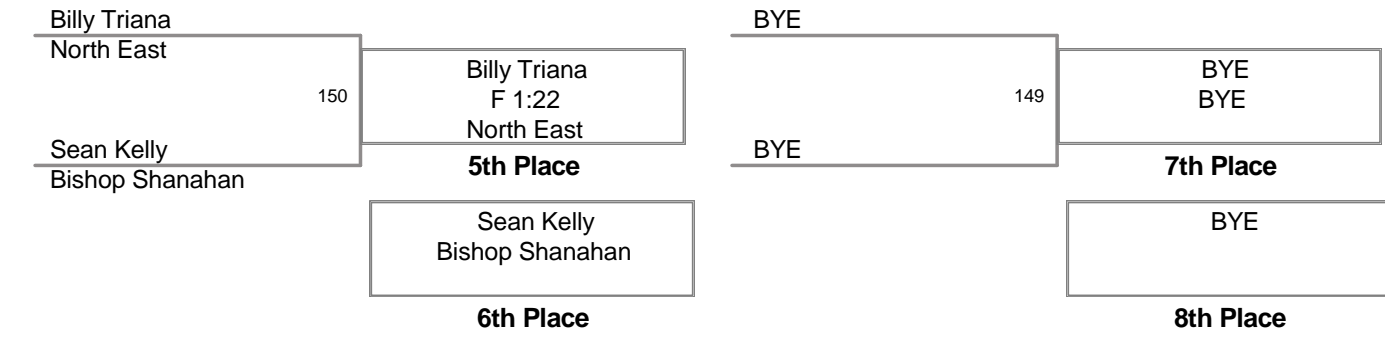 Billy Triana
North East
150
Billy Triana
F 1:22
North East
Sean Kelly
Bishop Shanahan
5th Place
Sean Kelly
Bishop Shanahan
6th Place
BYE
149
BYE
BYE
BYE
7th Place
BYE
8th Place